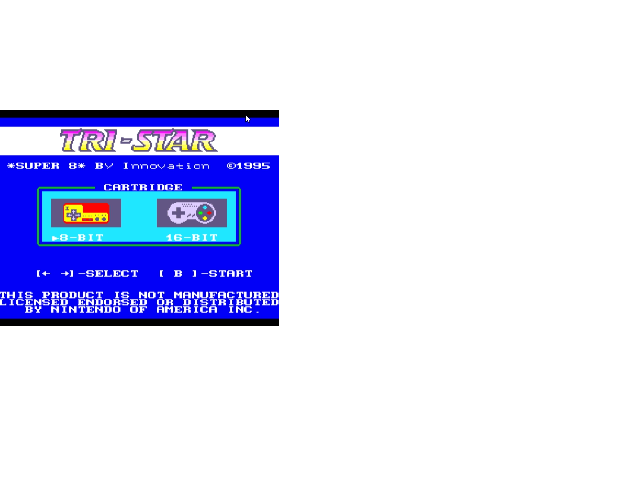 TRI-STAR
*SUPER 8* BY Innovation ©1995
CARTRIDGE
▸8-BIT 16-BIT
[← →]-SELECT [ B ]-START
THIS PRODUCT IS NOT MANUFACTURED
LICENSED ENDORSED OR DISTRIBUTED
BY NINTENDO OF AMERICA INC.